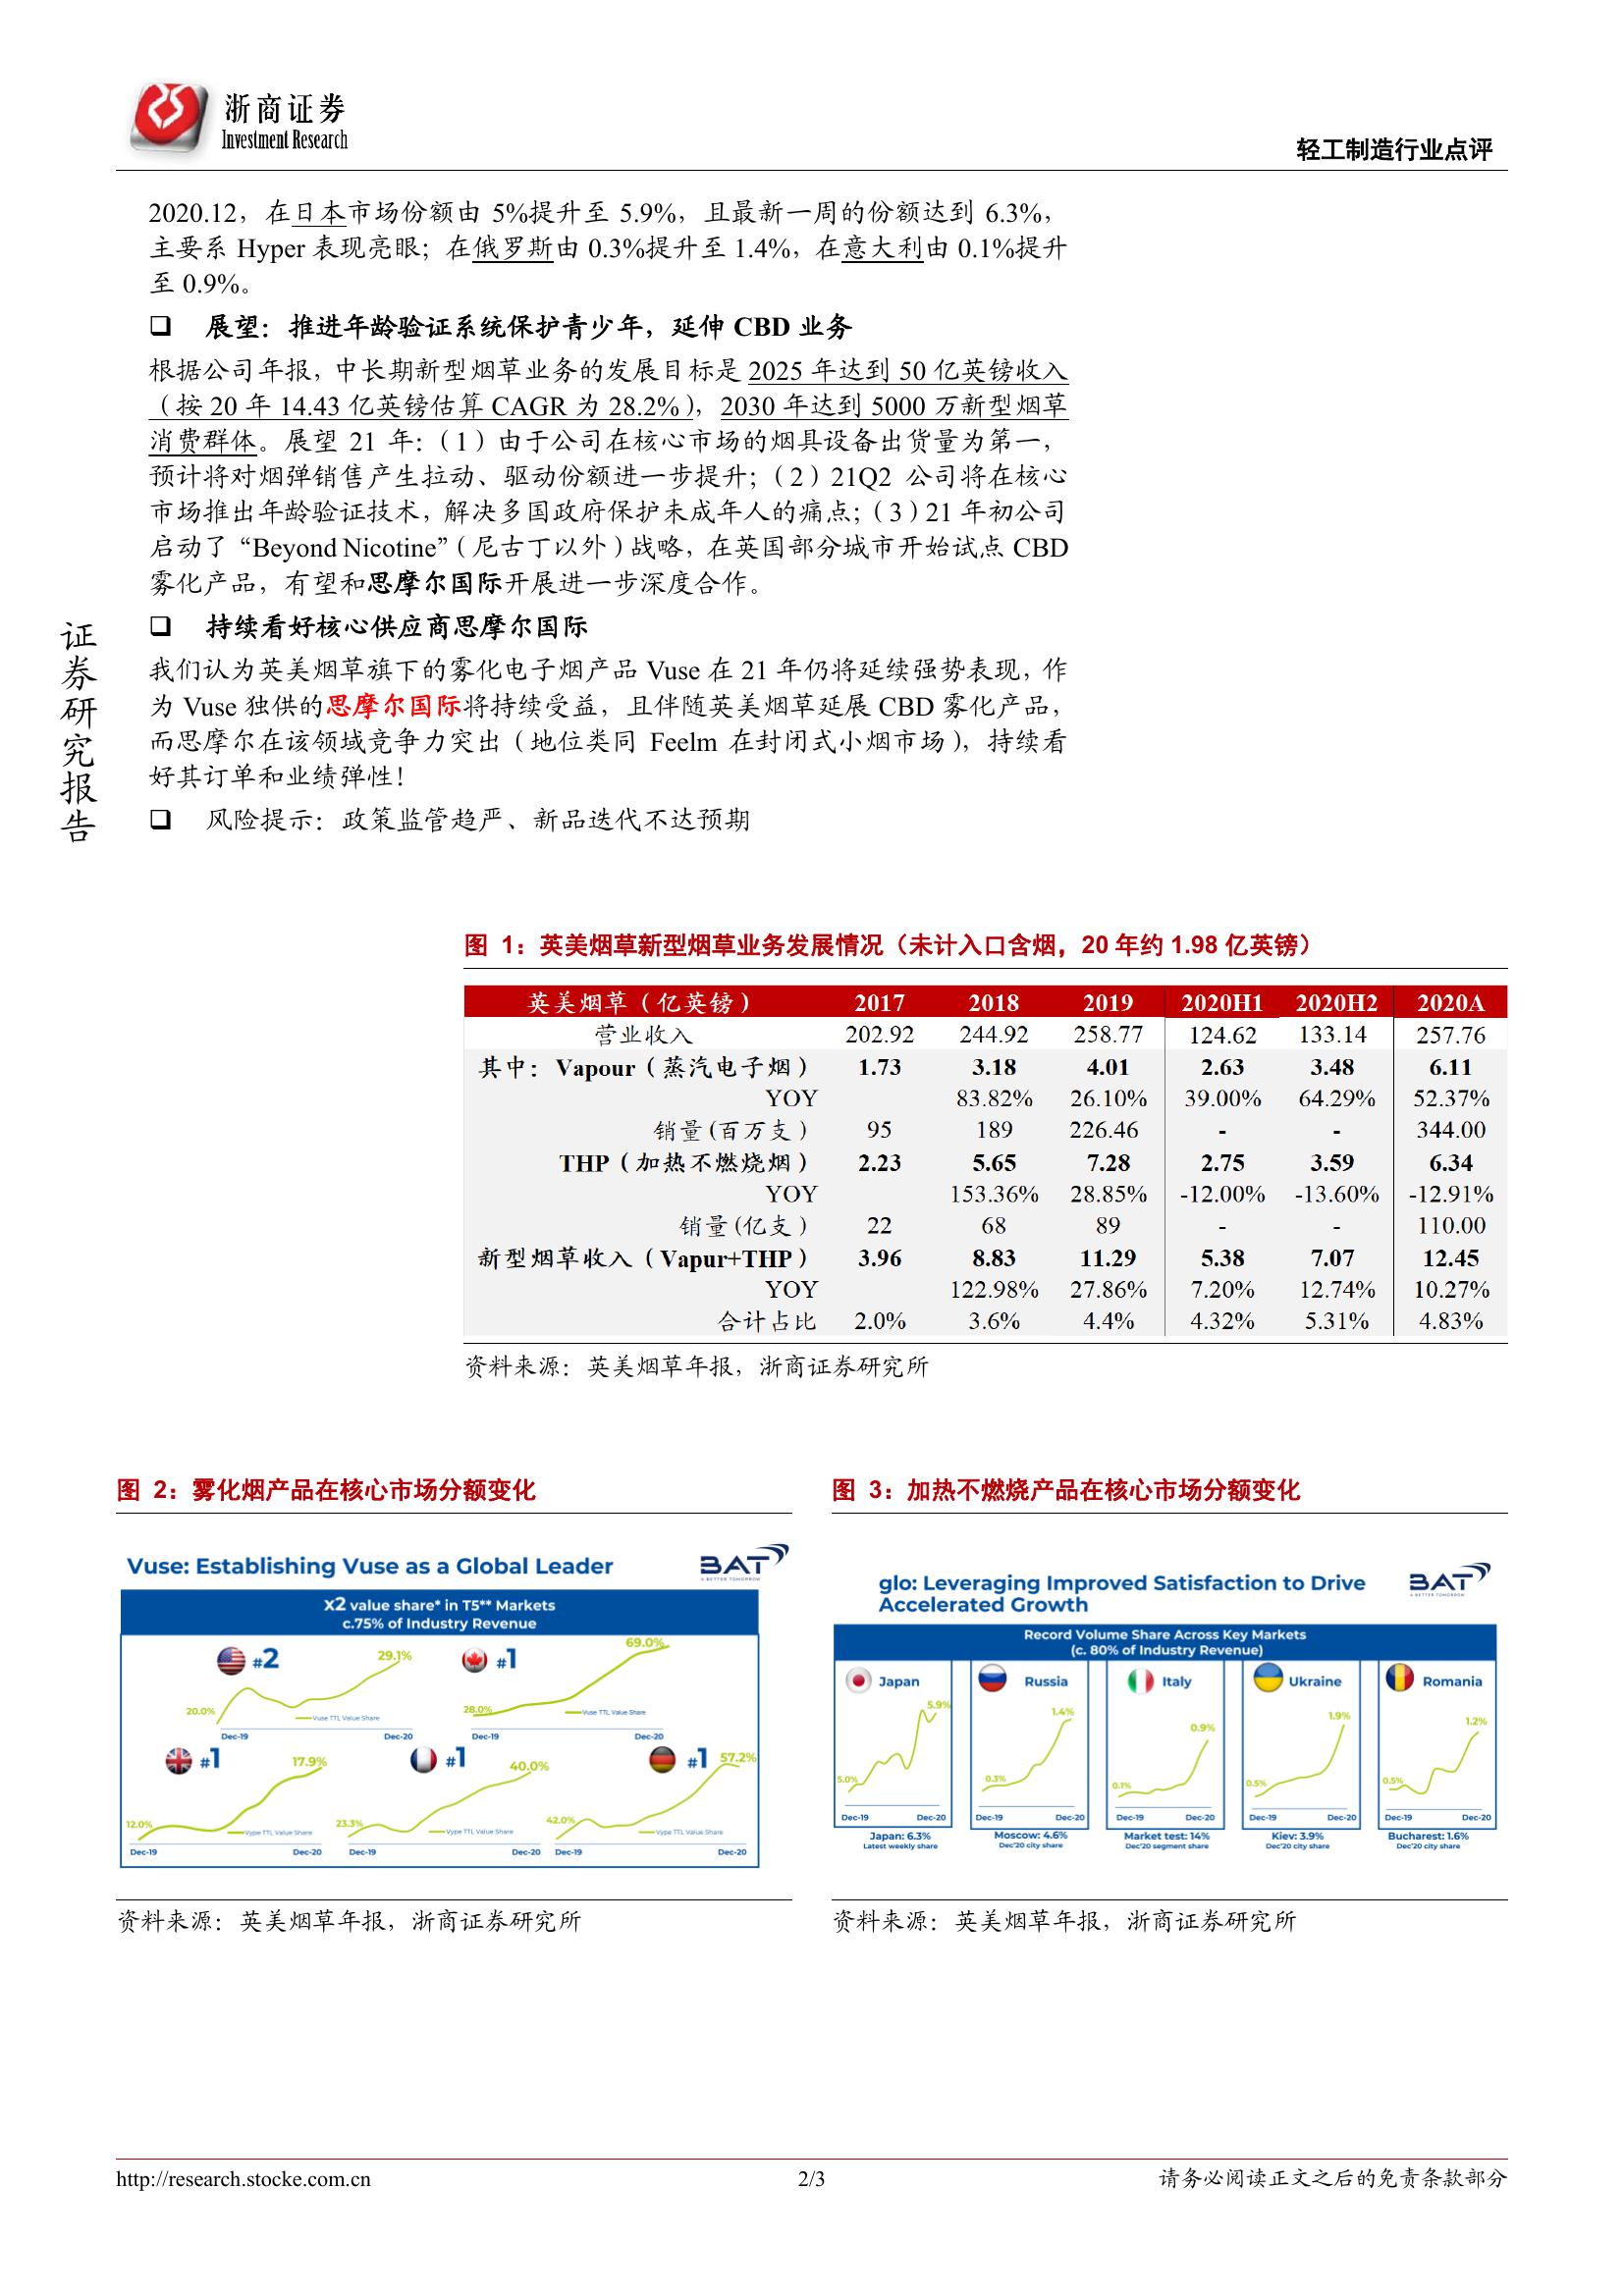 浙商证券
Investment Research
轻工制造行业点评
2020.12，在日本市场份额由 5%提升至 5.9%，且最新一周的份额达到 6.3%，
主要系 Hyper 表现亮眼；在俄罗斯由 0.3%提升至 1.4%，在意大利由 0.1%提升
至 0.9%。
❑ 展望：推进年龄验证系统保护青少年，延伸 CBD 业务
根据公司年报，中长期新型烟草业务的发展目标是 2025 年达到 50 亿英镑收入
（按 20 年 14.43 亿英镑估算 CAGR 为 28.2%），2030 年达到 5000 万新型烟草
消费群体。展望 21 年：（1）由于公司在核心市场的烟具设备出货量为第一，
预计将对烟弹销售产生拉动、驱动份额进一步提升；（2）21Q2 公司将在核心
市场推出年龄验证技术，解决多国政府保护未成年人的痛点；（3）21 年初公司
启动了 “Beyond Nicotine”（尼古丁以外）战略，在英国部分城市开始试点 CBD
雾化产品，有望和思摩尔国际开展进一步深度合作。
❑ 持续看好核心供应商思摩尔国际
我们认为英美烟草旗下的雾化电子烟产品 Vuse 在 21 年仍将延续强势表现，作
为 Vuse 独供的思摩尔国际将持续受益，且伴随英美烟草延展 CBD 雾化产品，
而思摩尔在该领域竞争力突出（地位类同 Feelm 在封闭式小烟市场），持续看
好其订单和业绩弹性！
❑ 风险提示：政策监管趋严、新品迭代不达预期
证券研究报告
图 1：英美烟草新型烟草业务发展情况（未计入口含烟，20 年约 1.98 亿英镑）
英美烟草（亿英镑） 2017 2018 2019 2020H1 2020H2 2020A
营业收入 202.92 244.92 258.77 124.62 133.14 257.76
其中：Vapour（蒸汽电子烟） 1.73 3.18 4.01 2.63 3.48 6.11
YOY 83.82% 26.10% 39.00% 64.29% 52.37%
销量(百万支） 95 189 226.46 - - 344.00
THP（加热不燃烧烟） 2.23 5.65 7.28 2.75 3.59 6.34
YOY 153.36% 28.85% -12.00% -13.60% -12.91%
销量(亿支） 22 68 89 - - 110.00
新型烟草收入（Vapur+THP） 3.96 8.83 11.29 5.38 7.07 12.45
YOY 122.98% 27.86% 7.20% 12.74% 10.27%
合计占比 2.0% 3.6% 4.4% 4.32% 5.31% 4.83%
资料来源：英美烟草年报，浙商证券研究所
图 2：雾化烟产品在核心市场分额变化
Vuse: Establishing Vuse as a Global Leader
BAT
A BETTER TOMORROW
x2 value share* in T5** Markets
c.75% of Industry Revenue
#2 29.1%
20.0%
Vuse TTL Value Share
Dec-19 Dec-20
#1 69.0%
28.0%
Vuse TTL Value Share
Dec-19 Dec-20
#1 17.9%
12.0%
Vype TTL Value Share
Dec-19 Dec-20
#1 40.0%
23.3%
Vype TTL Value Share
Dec-19 Dec-20
#1 57.2%
42.0%
Vype TTL Value Share
Dec-19 Dec-20
资料来源：英美烟草年报，浙商证券研究所
图 3：加热不燃烧产品在核心市场分额变化
glo: Leveraging Improved Satisfaction to Drive
Accelerated Growth
BAT
A BETTER TOMORROW
Record Volume Share Across Key Markets
(c. 80% of Industry Revenue)
Japan
5.9%
5.0%
Dec-19 Dec-20
Japan: 6.3%
Latest weekly share
Russia
1.4%
0.3%
Dec-19 Dec-20
Moscow: 4.6%
Dec'20 city share
Italy
0.9%
0.1%
Dec-19 Dec-20
Market test: 14%
Dec'20 segment share
Ukraine
1.9%
0.5%
Dec-19 Dec-20
Kiev: 3.9%
Dec'20 city share
Romania
1.2%
0.5%
Dec-19 Dec-20
Bucharest: 1.6%
Dec'20 city share
资料来源：英美烟草年报，浙商证券研究所
http://research.stocke.com.cn
2/3
请务必阅读正文之后的免责条款部分